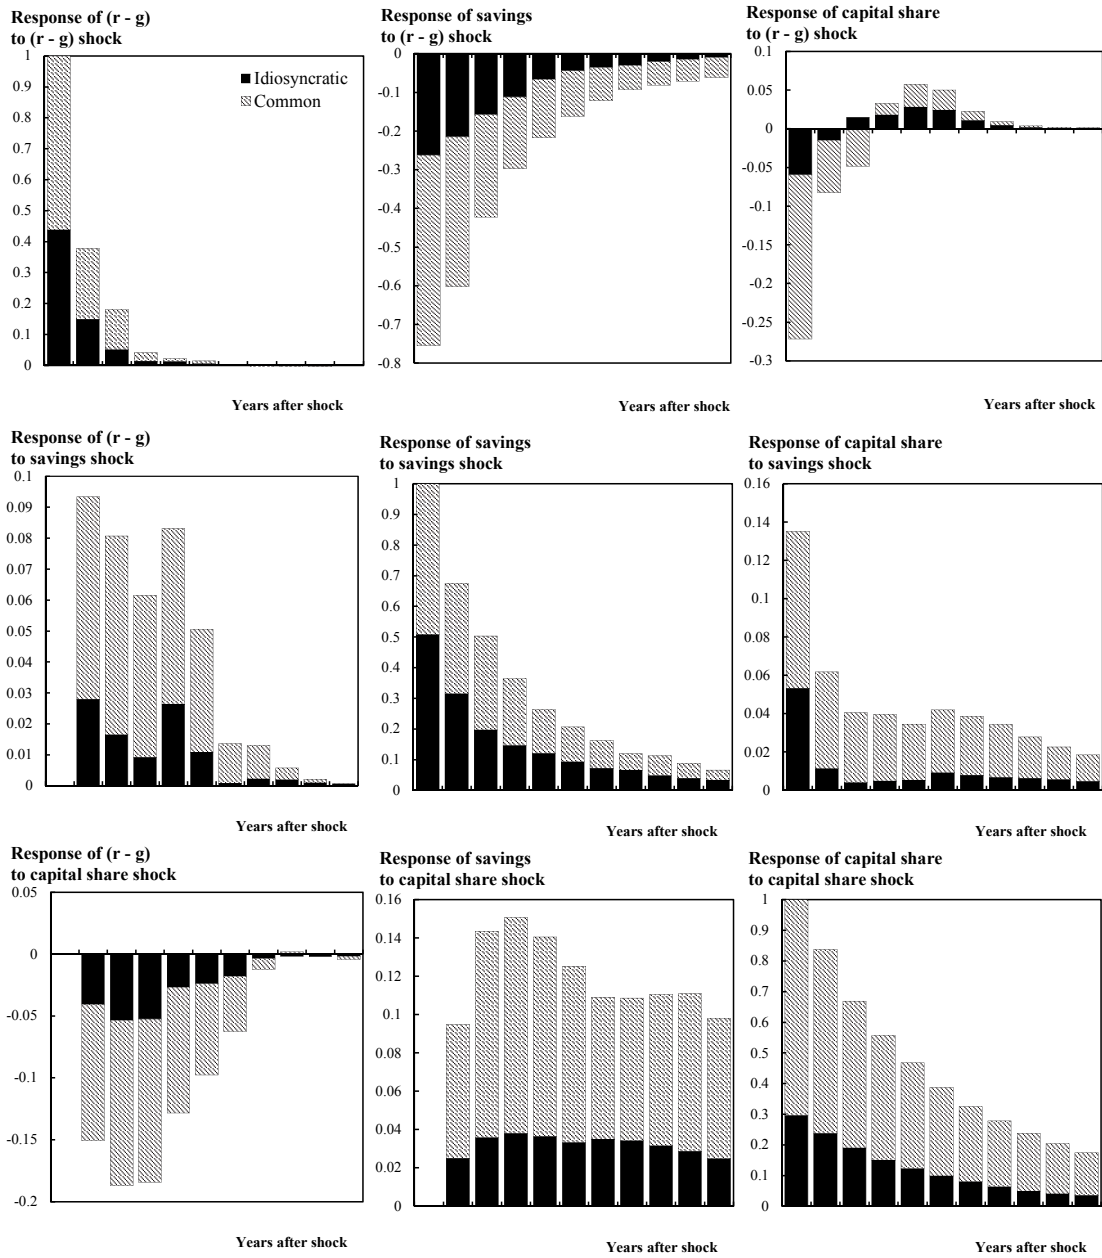 Response of (r - g)
to (r - g) shock
1
0.9
0.8
0.7
0.6
0.5
0.4
0.3
0.2
0.1
0
Idiosyncratic
Common
Years after shock
Response of savings
to (r - g) shock
0
-0.1
-0.2
-0.3
-0.4
-0.5
-0.6
-0.7
-0.8
Years after shock
Response of capital share
to (r - g) shock
0.1
0.05
0
-0.05
-0.1
-0.15
-0.2
-0.25
-0.3
Years after shock
Response of (r - g)
to savings shock
0.1
0.09
0.08
0.07
0.06
0.05
0.04
0.03
0.02
0.01
0
Years after shock
Response of savings
to savings shock
1
0.9
0.8
0.7
0.6
0.5
0.4
0.3
0.2
0.1
0
Years after shock
Response of capital share
to savings shock
0.16
0.14
0.12
0.1
0.08
0.06
0.04
0.02
0
Years after shock
Response of (r - g)
to capital share shock
0.05
0
-0.05
-0.1
-0.15
-0.2
Years after shock
Response of savings
to capital share shock
0.16
0.14
0.12
0.1
0.08
0.06
0.04
0.02
0
Years after shock
Response of capital share
to capital share shock
1
0.9
0.8
0.7
0.6
0.5
0.4
0.3
0.2
0.1
0
Years after shock